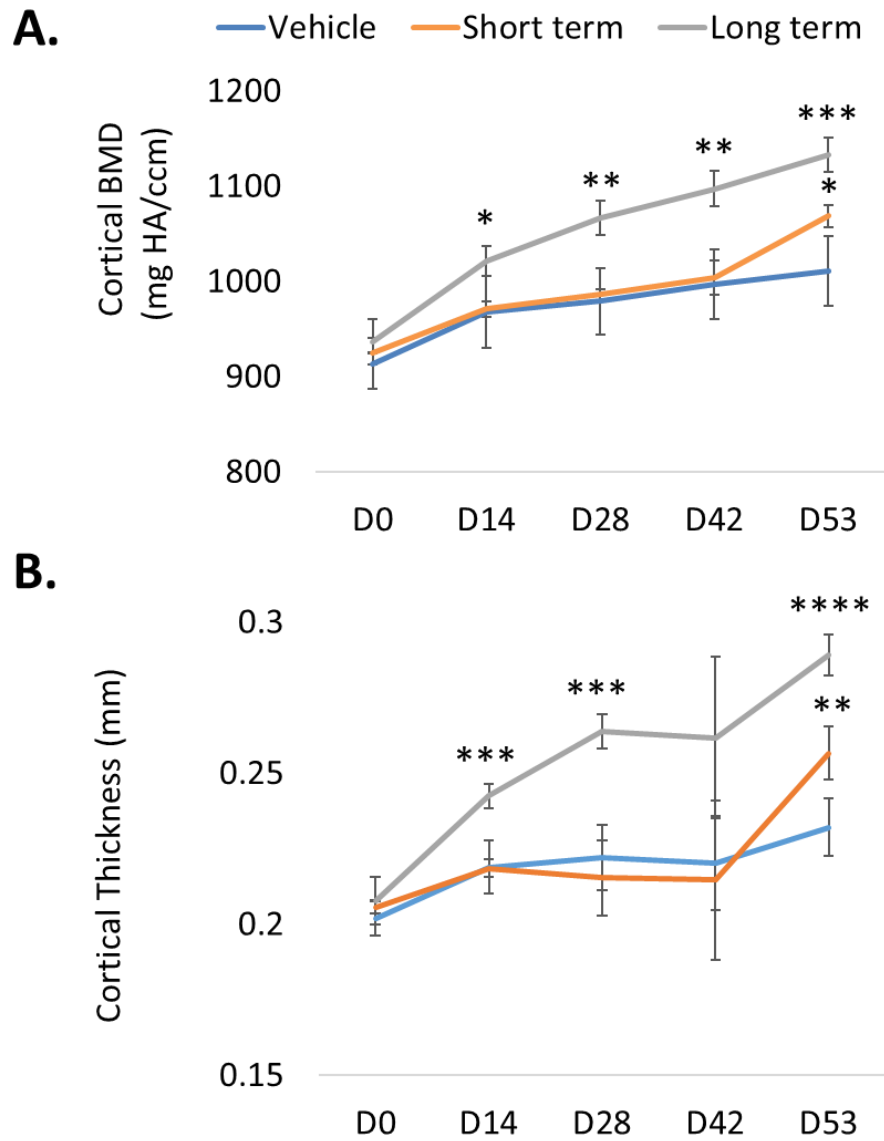 A.
Vehicle Short term Long term
Cortical BMD
(mg HA/ccm)
1200
1100
1000
900
800
*
**
**
***
*
D0 D14 D28 D42 D53
B.
Cortical Thickness (mm)
0.3
0.25
0.2
0.15
***
***
****
**
D0 D14 D28 D42 D53